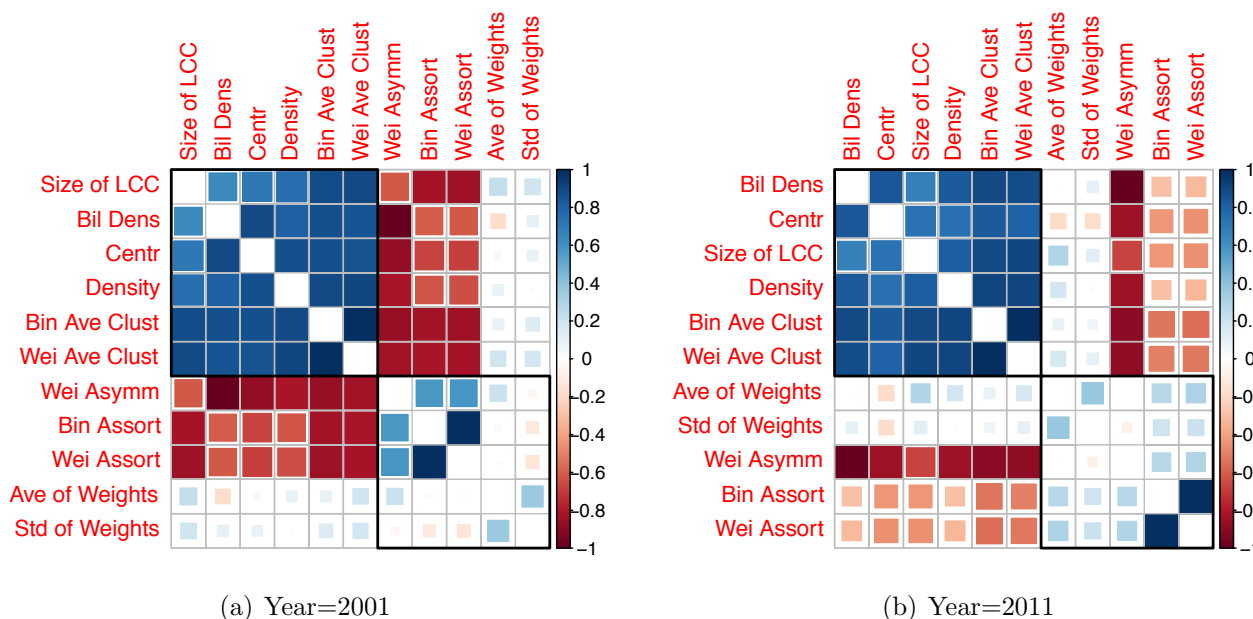 Size of LCC
Bil Dens
Centr
Density
Bin Ave Clust
Wei Ave Clust
Wei Asymm
Bin Assort
Wei Assort
Ave of Weights
Std of Weights
Size of LCC
Bil Dens
Centr
Density
Bin Ave Clust
Wei Ave Clust
Wei Asymm
Bin Assort
Wei Assort
Ave of Weights
Std of Weights
1
0.8
0.6
0.4
0.2
0
−0.2
−0.4
−0.6
−0.8
−1
(a) Year=2001
Bil Dens
Centr
Size of LCC
Density
Bin Ave Clust
Wei Ave Clust
Ave of Weights
Std of Weights
Wei Asymm
Bin Assort
Wei Assort
Bil Dens
Centr
Size of LCC
Density
Bin Ave Clust
Wei Ave Clust
Ave of Weights
Std of Weights
Wei Asymm
Bin Assort
Wei Assort
(b) Year=2011